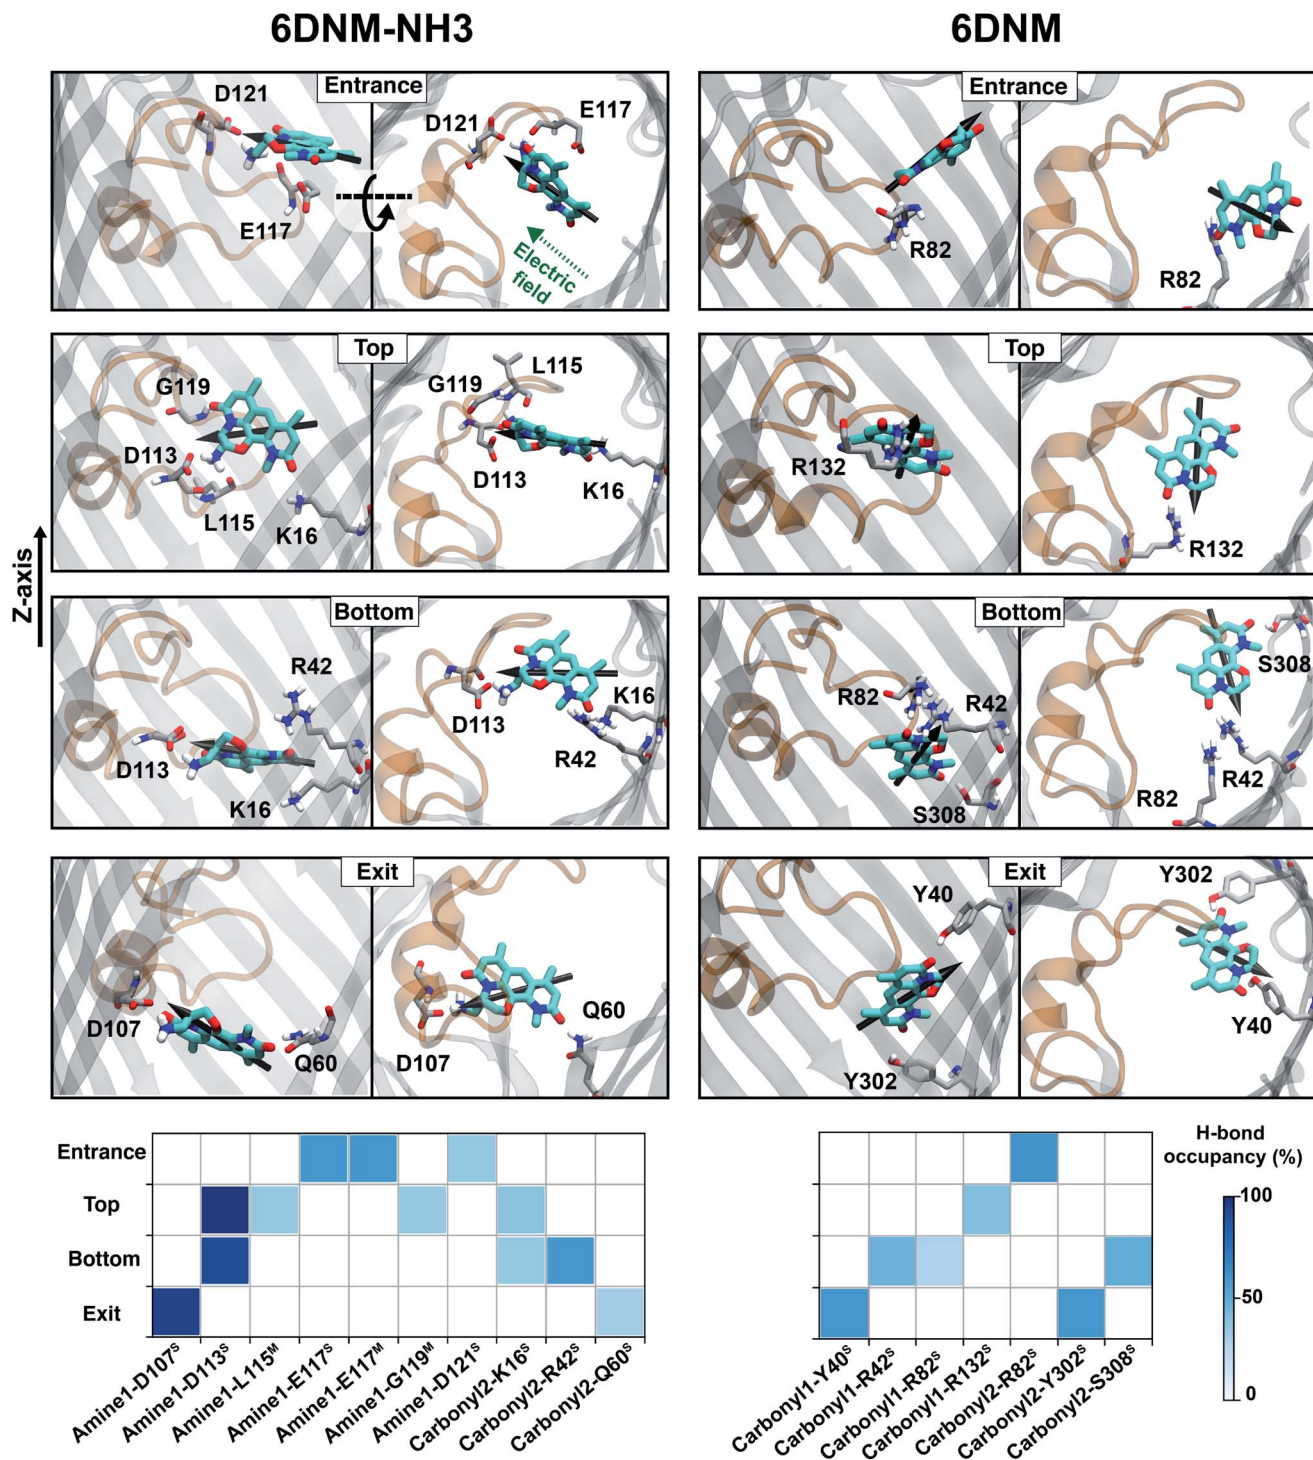 6DNM-NH3
6DNM
Entrance
D121
E117
D121
E117
Electric
field
Entrance
R82
R82
Top
G119
D113
L115
K16
L115
G119
D113
K16
Top
R132
R132
Z-axis
Bottom
R42
D113
K16
D113
K16
R42
Bottom
R82
R42
S308
S308
R82
R42
Exit
D107
Q60
D107
Q60
Exit
Y40
Y302
Y302
Y40
Entrance
Top
Bottom
Exit
Amine1-D107ˢ
Amine1-D113ˢ
Amine1-L115ᴹ
Amine1-E117ˢ
Amine1-E117ᴹ
Amine1-G119ᴹ
Amine1-D121ˢ
Carbonyl2-K16ˢ
Carbonyl2-R42ˢ
Carbonyl2-Q60ˢ
Carbonyl1-Y40ˢ
Carbonyl1-R42ˢ
Carbonyl1-R82ˢ
Carbonyl1-R132ˢ
Carbonyl2-R82ˢ
Carbonyl2-Y302ˢ
Carbonyl2-S308ˢ
H-bond
occupancy (%)
100
50
0